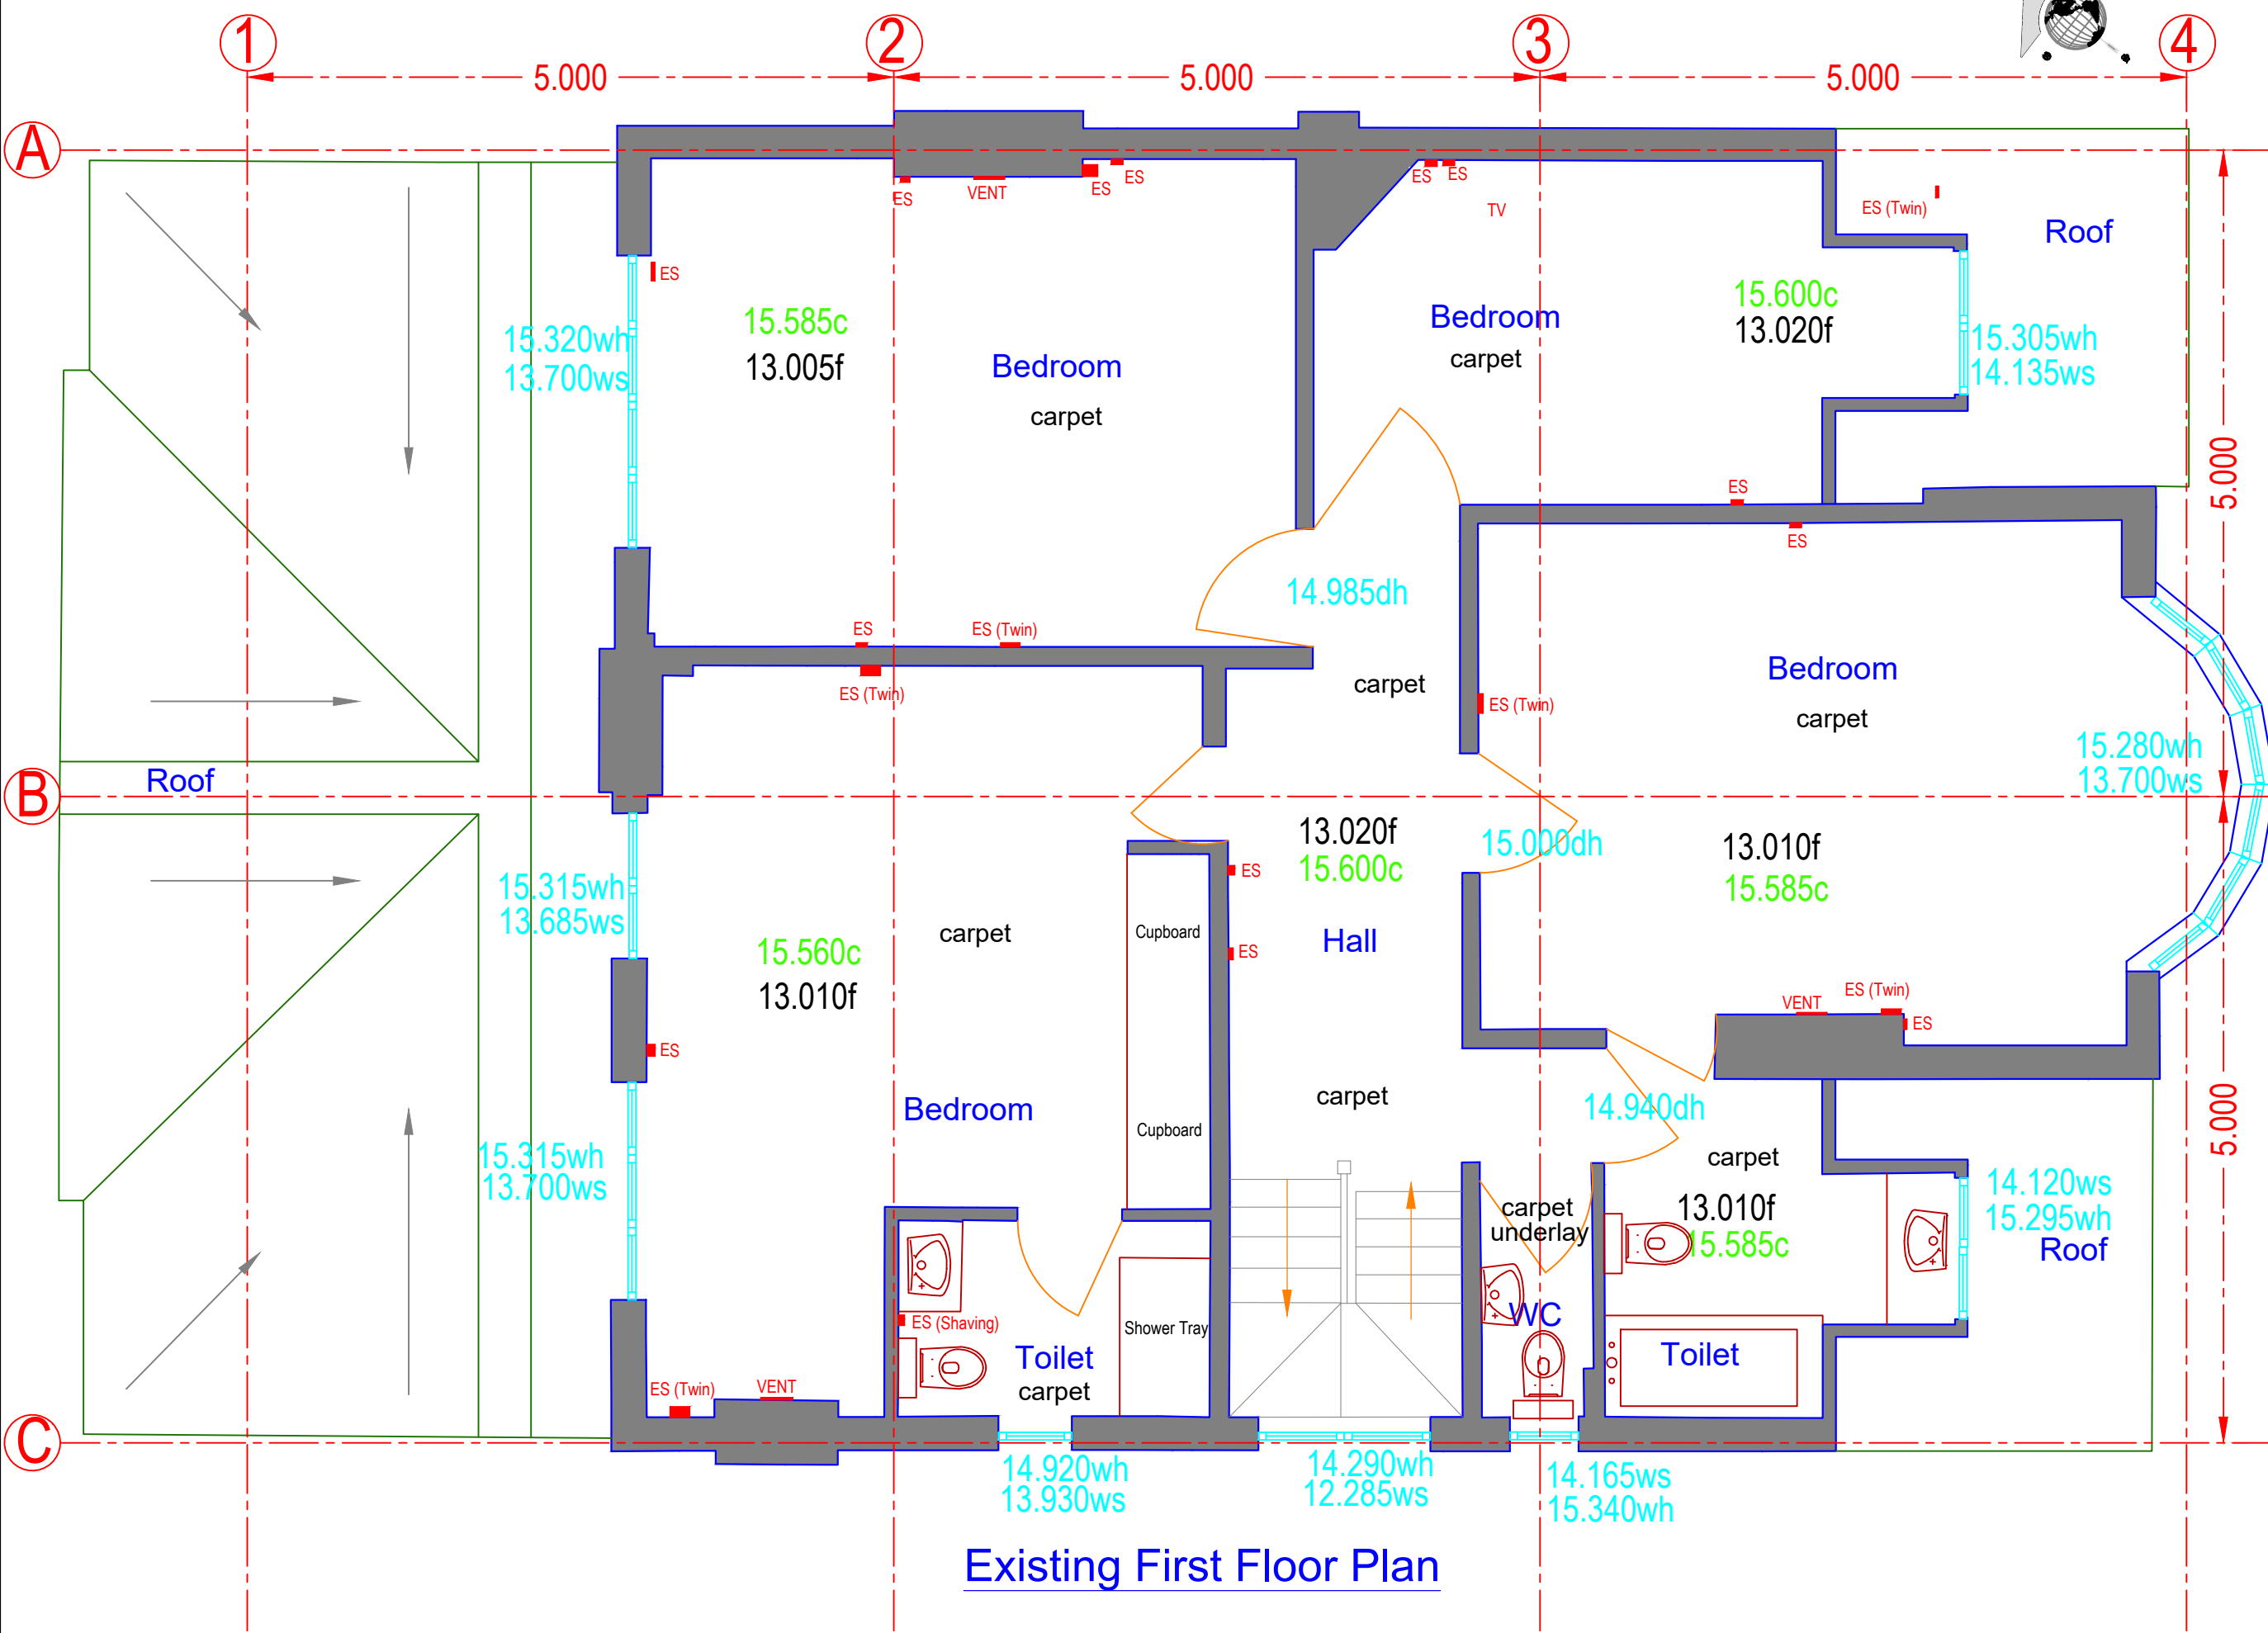 1
2
3
4
5.000
5.000
5.000
A
ES
VENT
ES
ES
ES
ES
TV
ES (Twin)
Roof
ES
15.320wh
13.700ws
15.585c
13.005f
Bedroom
carpet
Bedroom
carpet
15.600c
13.020f
15.305wh
14.135ws
5.000
ES
ES
14.985dh
ES
ES (Twin)
ES (Twin)
carpet
ES (Twin)
Bedroom
carpet
15.280wh
13.700ws
B
Roof
13.020f
15.600c
15.000dh
13.010f
15.585c
ES
ES
15.315wh
13.685ws
15.560c
13.010f
carpet
Cupboard
Hall
ES
VENT
ES (Twin)
ES
Bedroom
Cupboard
carpet
14.940dh
5.000
15.315wh
13.700ws
carpet
13.010f
15.585c
carpet
underlay
14.120ws
15.295wh
Roof
ES (Shaving)
Shower Tray
WC
Toilet
carpet
Toilet
ES (Twin)
VENT
C
14.920wh
13.930ws
14.290wh
12.285ws
14.165ws
15.340wh
Existing First Floor Plan